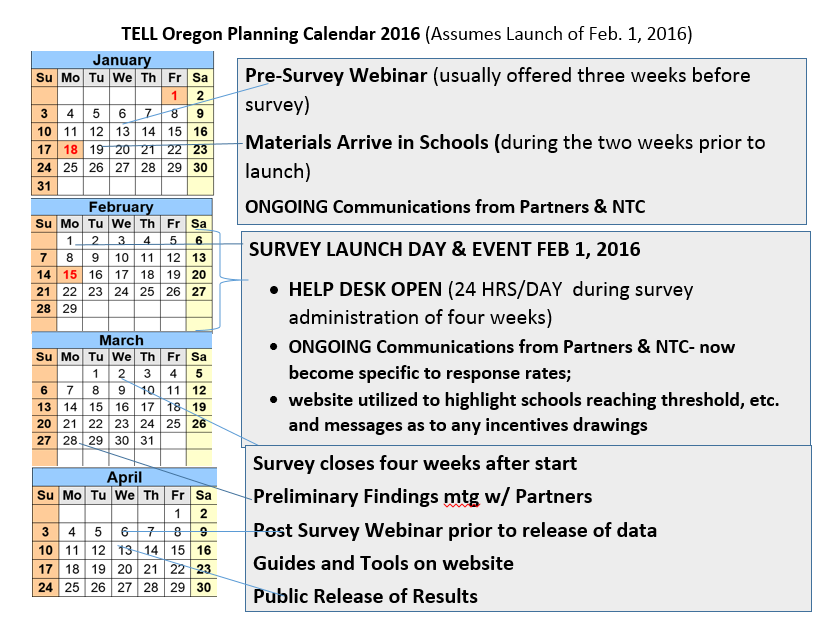 TELL Oregon Planning Calendar 2016 (Assumes Launch of Feb. 1, 2016)
January
Su Mo Tu We Th Fr Sa
1 2
3 4 5 6 7 8 9
10 11 12 13 14 15 16
17 18 19 20 21 22 23
24 25 26 27 28 29 30
31
Pre-Survey Webinar (usually offered three weeks before
survey)
Materials Arrive in Schools (during the two weeks prior to
launch)
ONGOING Communications from Partners & NTC
February
Su Mo Tu We Th Fr Sa
1 2 3 4 5 6
7 8 9 10 11 12 13
14 15 16 17 18 19 20
21 22 23 24 25 26 27
28 29
SURVEY LAUNCH DAY & EVENT FEB 1, 2016
• HELP DESK OPEN (24 HRS/DAY during survey
administration of four weeks)
• ONGOING Communications from Partners & NTC- now
become specific to response rates;
• website utilized to highlight schools reaching threshold, etc.
and messages as to any incentives drawings
March
Su Mo Tu We Th Fr Sa
1 2 3 4 5
6 7 8 9 10 11 12
13 14 15 16 17 18 19
20 21 22 23 24 25 26
27 28 29 30 31
April
Su Mo Tu We Th Fr Sa
1 2
3 4 5 6 7 8 9
10 11 12 13 14 15 16
17 18 19 20 21 22 23
24 25 26 27 28 29 30
Survey closes four weeks after start
Preliminary Findings mtg w/ Partners
Post Survey Webinar prior to release of data
Guides and Tools on website
Public Release of Results